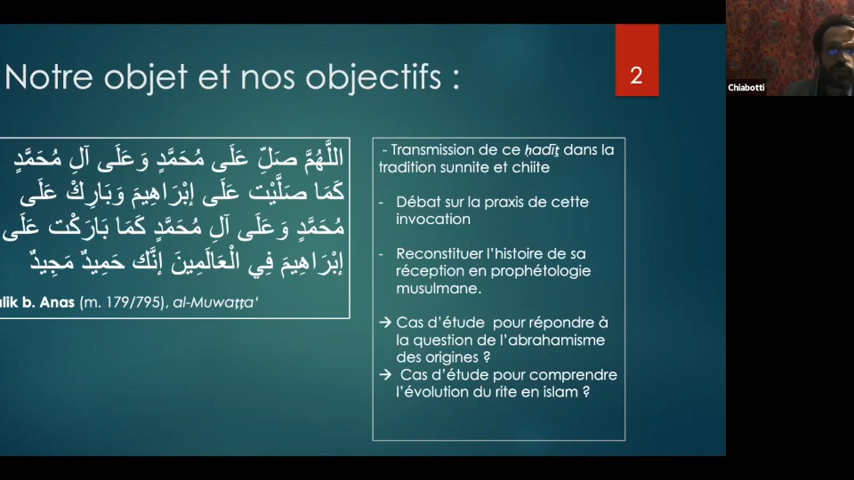 Notre objet et nos objectifs :
2
Chiabotti
اللَّهُمَّ صَلِّ عَلَى مُحَمَّدٍ وَعَلَى آلِ مُحَمَّدٍ
كَمَا صَلَّيْت عَلَى إبْرَاهِيمَ وَبَارِكْ عَلَى
مُحَمَّدٍ وَعَلَى آلِ مُحَمَّدٍ كَمَا بَارَكْت عَلَى
إبْرَاهِيمَ فِي الْعَالَمِينَ إنَّك حَمِيدٌ مَجِيدٌ
b. Anas (m. 179/795), al-Muwaṭṭa'
- Transmission de ce ḥadīṯ dans la
tradition sunnite et chiite
- Débat sur la praxis de cette
invocation
- Reconstituer l’histoire de sa
réception en prophétologie
musulmane.
→ Cas d’étude pour répondre à
la question de l’abrahamisme
des origines ?
→ Cas d’étude pour comprendre
l’évolution du rite en islam ?